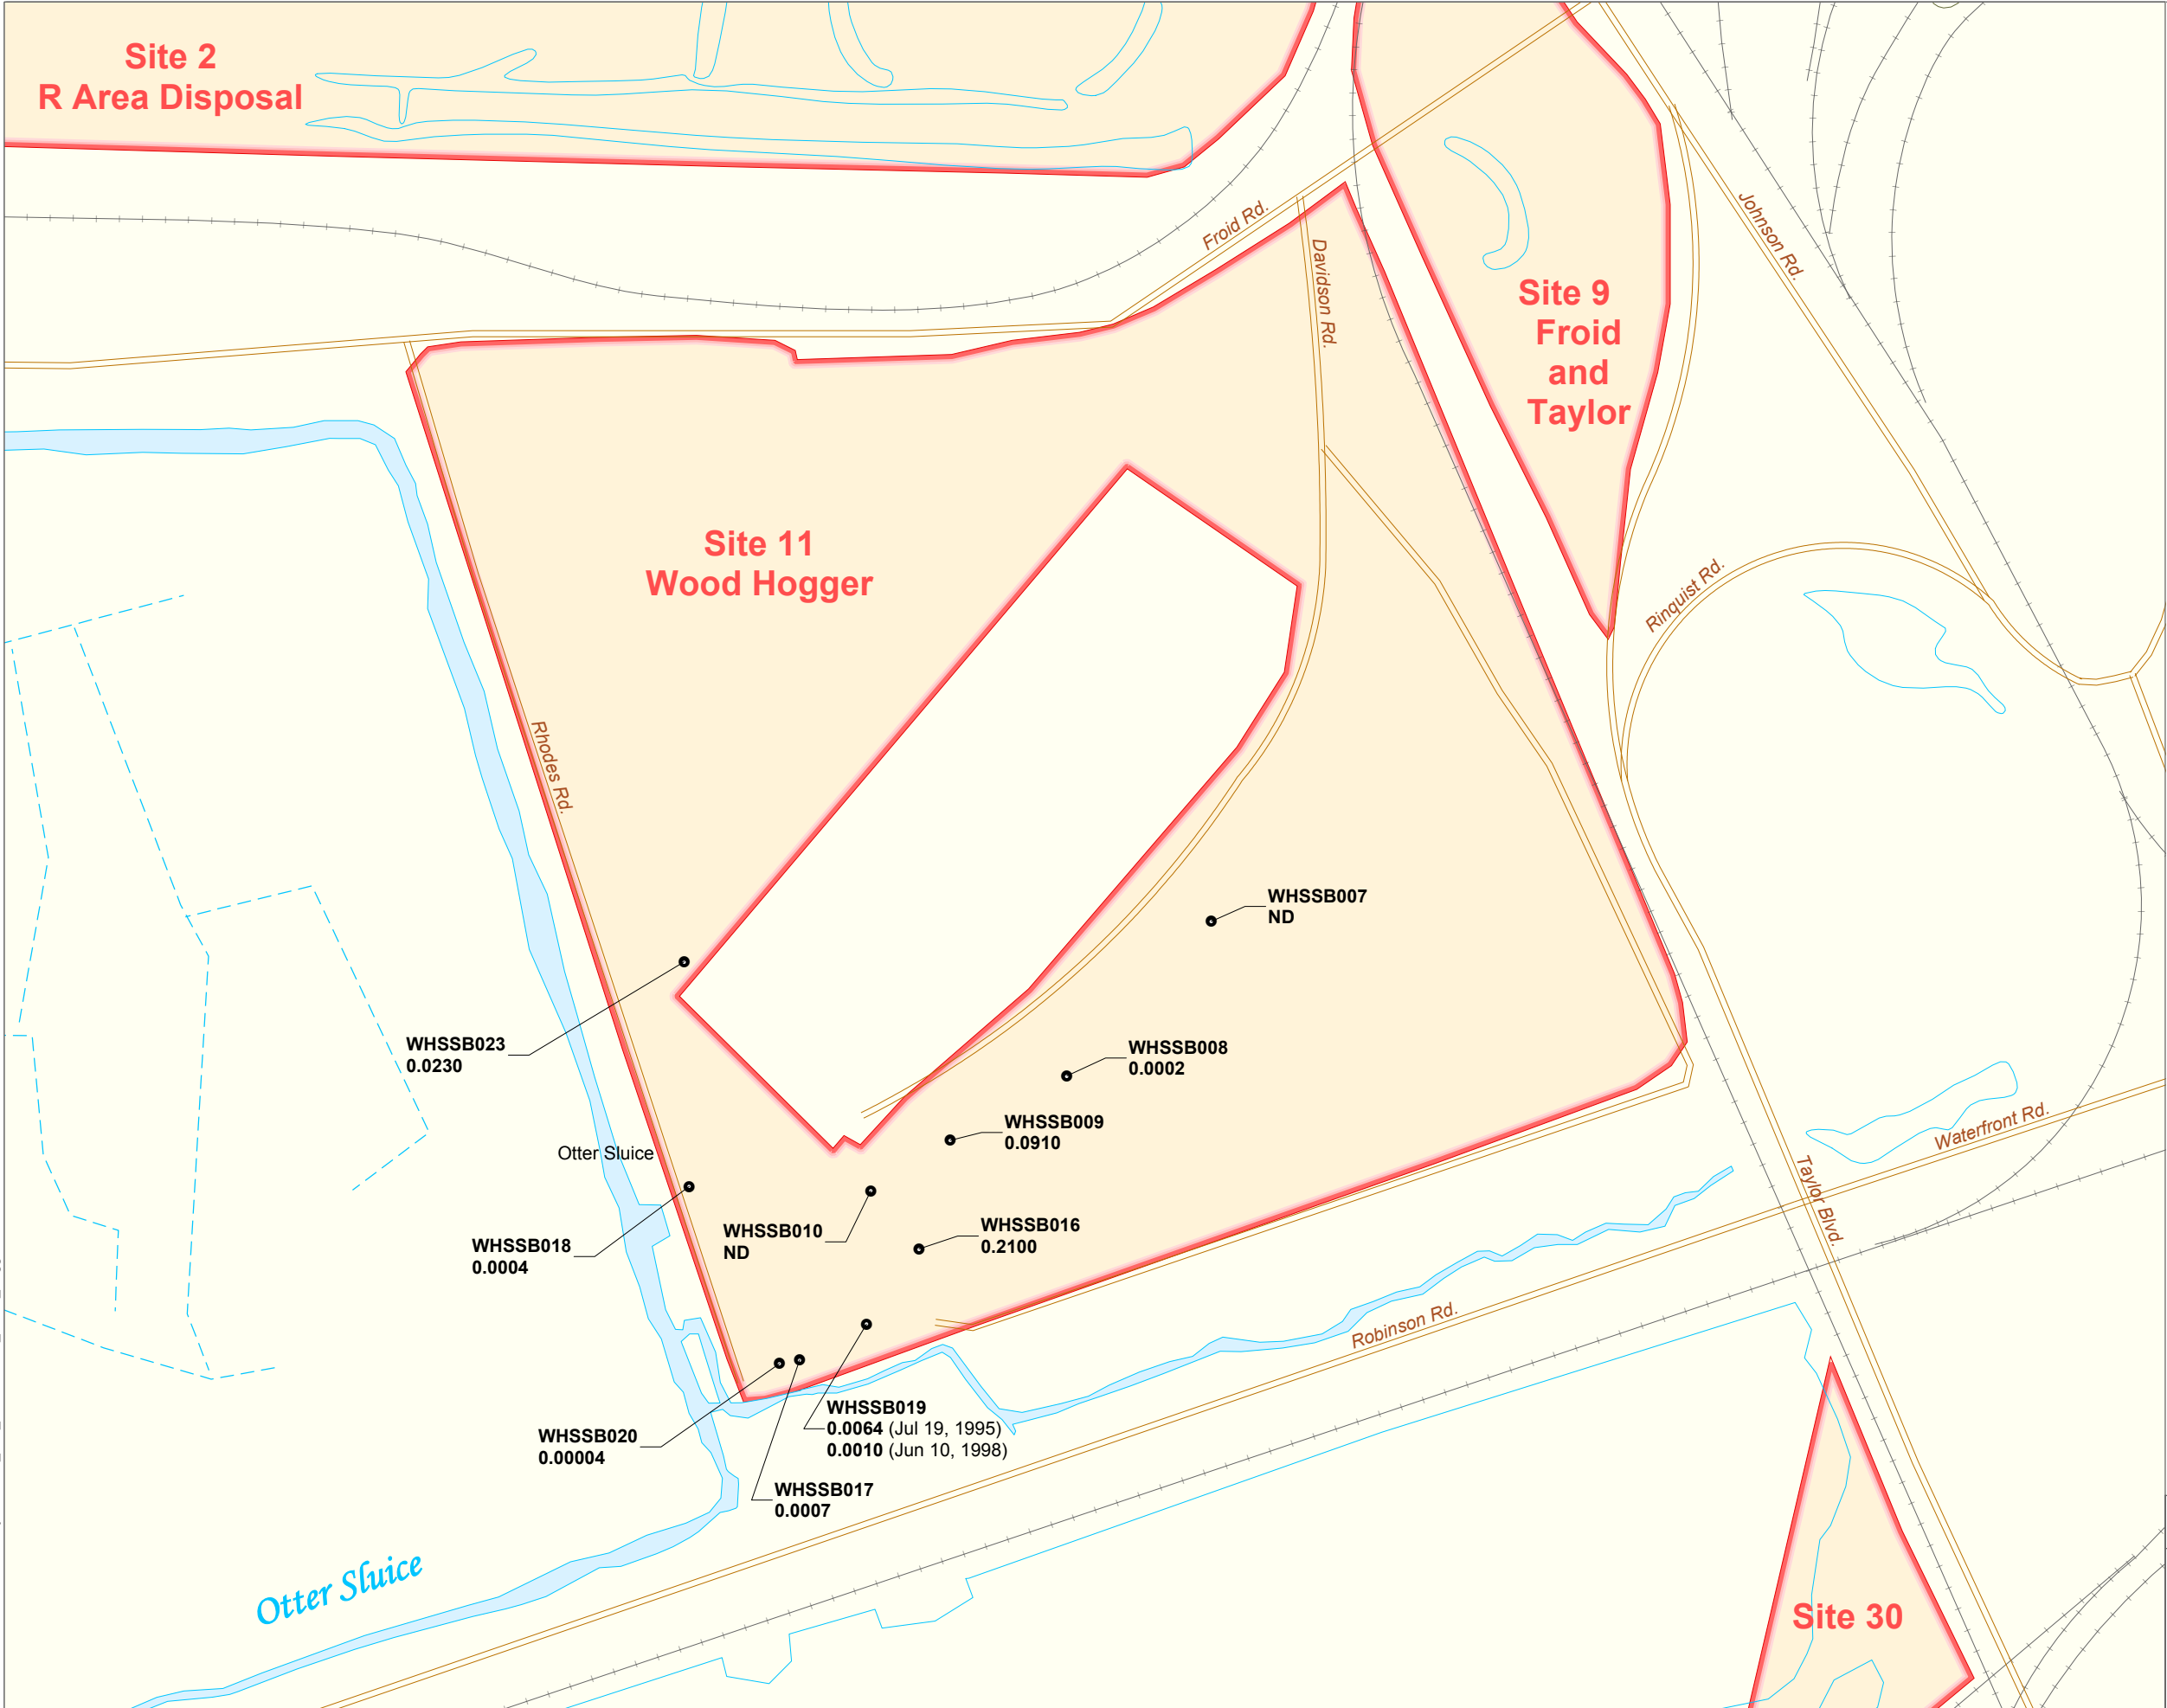 Site 2
R Area Disposal
Froid Rd.
Davidson Rd.
Johnson Rd.
Site 9
Froid
and
Taylor
Site 11
Wood Hogger
Rinquist Rd.
Rhodes Rd.
WHSSB007
ND
WHSSB023
0.0230
WHSSB008
0.0002
WHSSB009
0.0910
Otter Sluice
WHSSB010
ND
WHSSB016
0.2100
WHSSB018
0.0004
Waterfront Rd.
Taylor Blvd.
Robinson Rd.
WHSSB019
0.0064 (Jul 19, 1995)
0.0010 (Jun 10, 1998)
WHSSB020
0.00004
WHSSB017
0.0007
Otter Sluice
Site 30